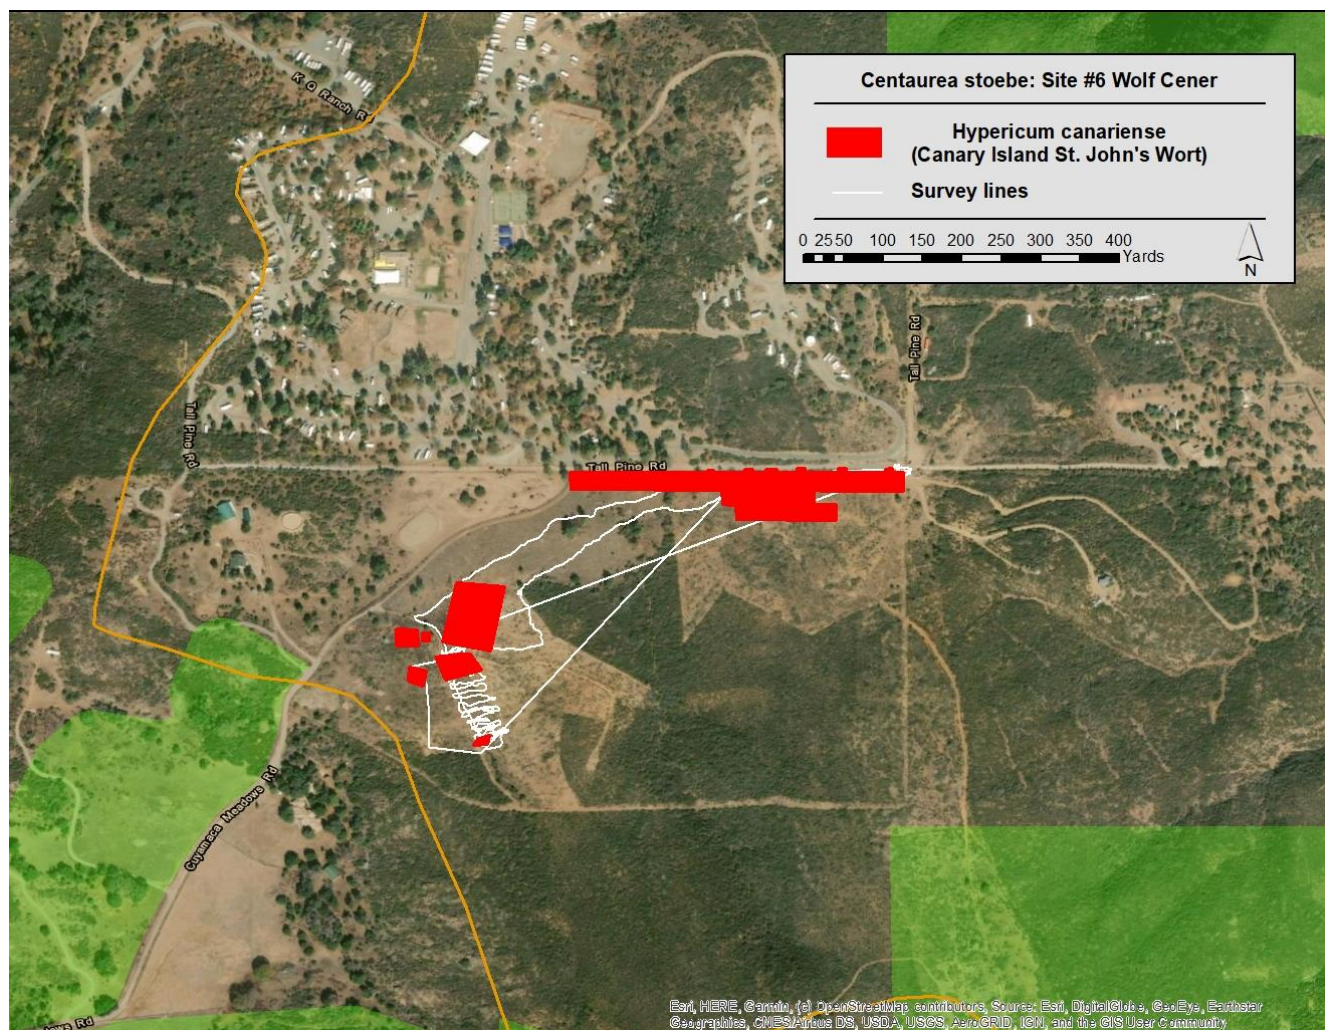 Centaurea stoebe: Site #6 Wolf Cener
Hypericum canariense
(Canary Island St. John's Wort)
Survey lines
0 25 50 100 150 200 250 300 350 400
Yards
N
K Q Ranch Rd
Tall Pine Rd
Tall Pine Rd
Tall Pine Rd
Cuyamaca Meadows Rd
Meadows Rd
Esri, HERE, Garmin, (c) OpenStreetMap contributors, Source: Esri, DigitalGlobe, GeoEye, Earthstar
Geographics, CNES/Airbus DS, USDA, USGS, AeroGRID, IGN, and the GIS User Community